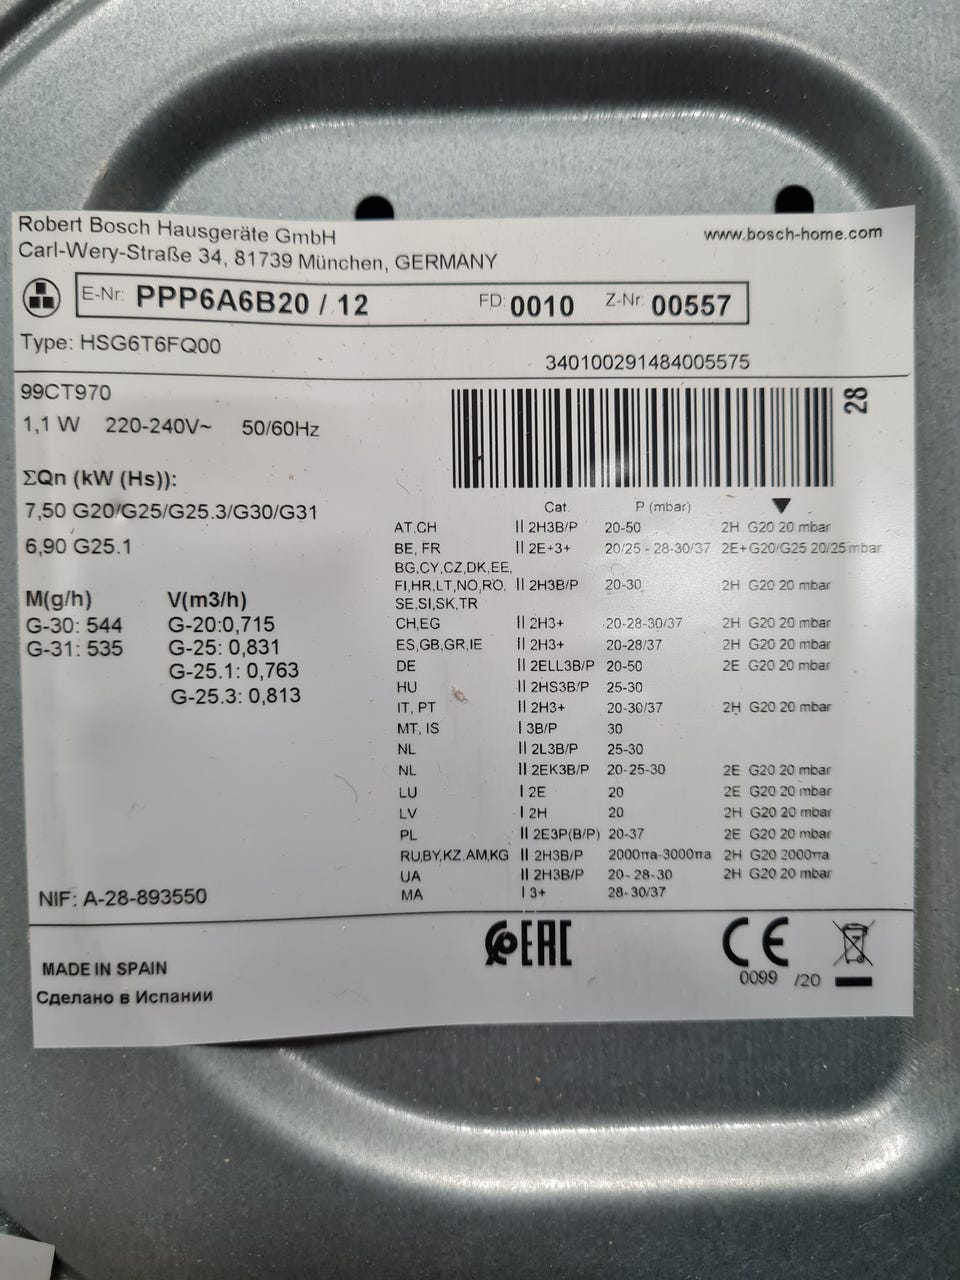 Robert Bosch Hausgeräte GmbH
Carl-Wery-Straße 34, 81739 München, GERMANY
www.bosch-home.com
E-Nr: PPP6A6B20 / 12 FD: 0010 Z-Nr: 00557
Type: HSG6T6FQ00
340100291484005575
99CT970
1,1 W 220-240V~ 50/60Hz
28
ΣQn (kW (Hs)):
7,50 G20/G25/G25.3/G30/G31
6,90 G25.1
M(g/h) V(m3/h)
G-30: 544 G-20:0,715
G-31: 535 G-25: 0,831
G-25.1: 0,763
G-25.3: 0,813
Cat. P (mbar) ▼
AT,CH II 2H3B/P 20-50 2H G20 20 mbar
BE, FR II 2E+3+ 20/25 - 28-30/37 2E+G20/G25 20/25 mbar
BG,CY,CZ,DK,EE,
FI,HR,LT,NO,RO, II 2H3B/P 20-30 2H G20 20 mbar
SE,SI,SK,TR
CH,EG II 2H3+ 20-28-30/37 2H G20 20 mbar
ES,GB,GR,IE II 2H3+ 20-28/37 2H G20 20 mbar
DE II 2ELL3B/P 20-50 2E G20 20 mbar
HU II 2HS3B/P 25-30
IT, PT II 2H3+ 20-30/37 2H G20 20 mbar
MT, IS I 3B/P 30
NL II 2L3B/P 25-30
NL II 2EK3B/P 20-25-30 2E G20 20 mbar
LU I 2E 20 2E G20 20 mbar
LV I 2H 20 2H G20 20 mbar
PL II 2E3P(B/P) 20-37 2E G20 20 mbar
RU,BY,KZ,AM,KG II 2H3B/P 2000πa-3000πa 2H G20 2000πa
UA II 2H3B/P 20-28-30 2H G20 20 mbar
MA I 3+ 28-30/37
NIF: A-28-893550
EAC CE
0099 /20
MADE IN SPAIN
Сделано в Испании